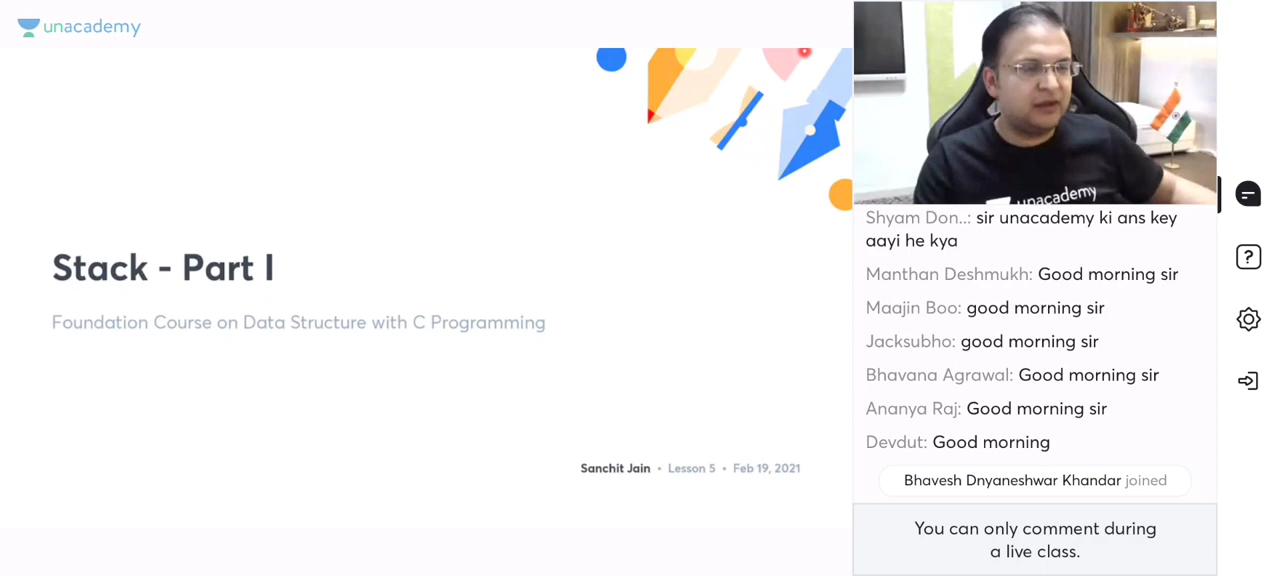 unacademy
Stack - Part I
Foundation Course on Data Structure with C Programming
Sanchit Jain • Lesson 5 • Feb 19, 2021
unacademy
Shyam Don..: sir unacademy ki ans key
aayi he kya
Manthan Deshmukh: Good morning sir
Maajin Boo: good morning sir
Jacksubho: good morning sir
Bhavana Agrawal: Good morning sir
Ananya Raj: Good morning sir
Devdut: Good morning
Bhavesh Dnyaneshwar Khandar joined
You can only comment during
a live class.
?